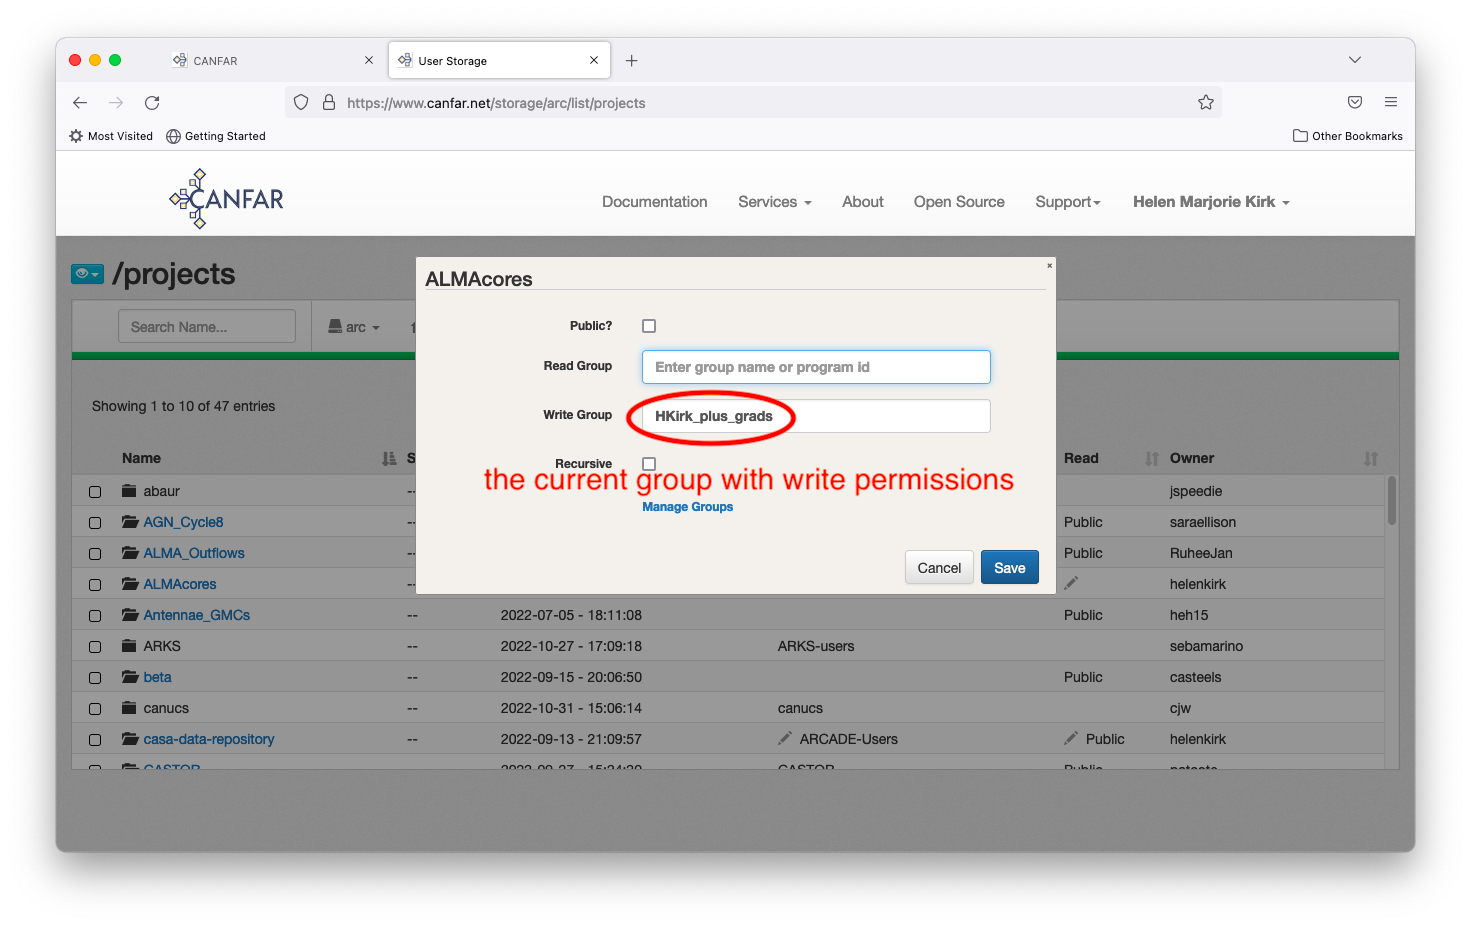 CANFAR
User Storage
https://www.canfar.net/storage/arc/list/projects
Most Visited
Getting Started
Other Bookmarks
CANFAR
Documentation
Services
About
Open Source
Support
Helen Marjorie Kirk
/projects
Search Name...
arc
Showing 1 to 10 of 47 entries
ALMAcores
Public?
Read Group
Enter group name or program id
Write Group
HKirk_plus_grads
Recursive
the current group with write permissions
Manage Groups
Cancel
Save
Name
Read
Owner
abaur -- jspeedie
AGN_Cycle8 -- Public saraellison
ALMA_Outflows -- Public RuheeJan
ALMAcores -- helenkirk
Antennae_GMCs -- 2022-07-05 - 18:11:08 Public heh15
ARKS -- 2022-10-27 - 17:09:18 ARKS-users sebamarino
beta -- 2022-09-15 - 20:06:50 Public casteels
canucs -- 2022-10-31 - 15:06:14 canucs cjw
casa-data-repository -- 2022-09-13 - 21:09:57 ARCADE-Users Public helenkirk
CASTOR CASTOR Public